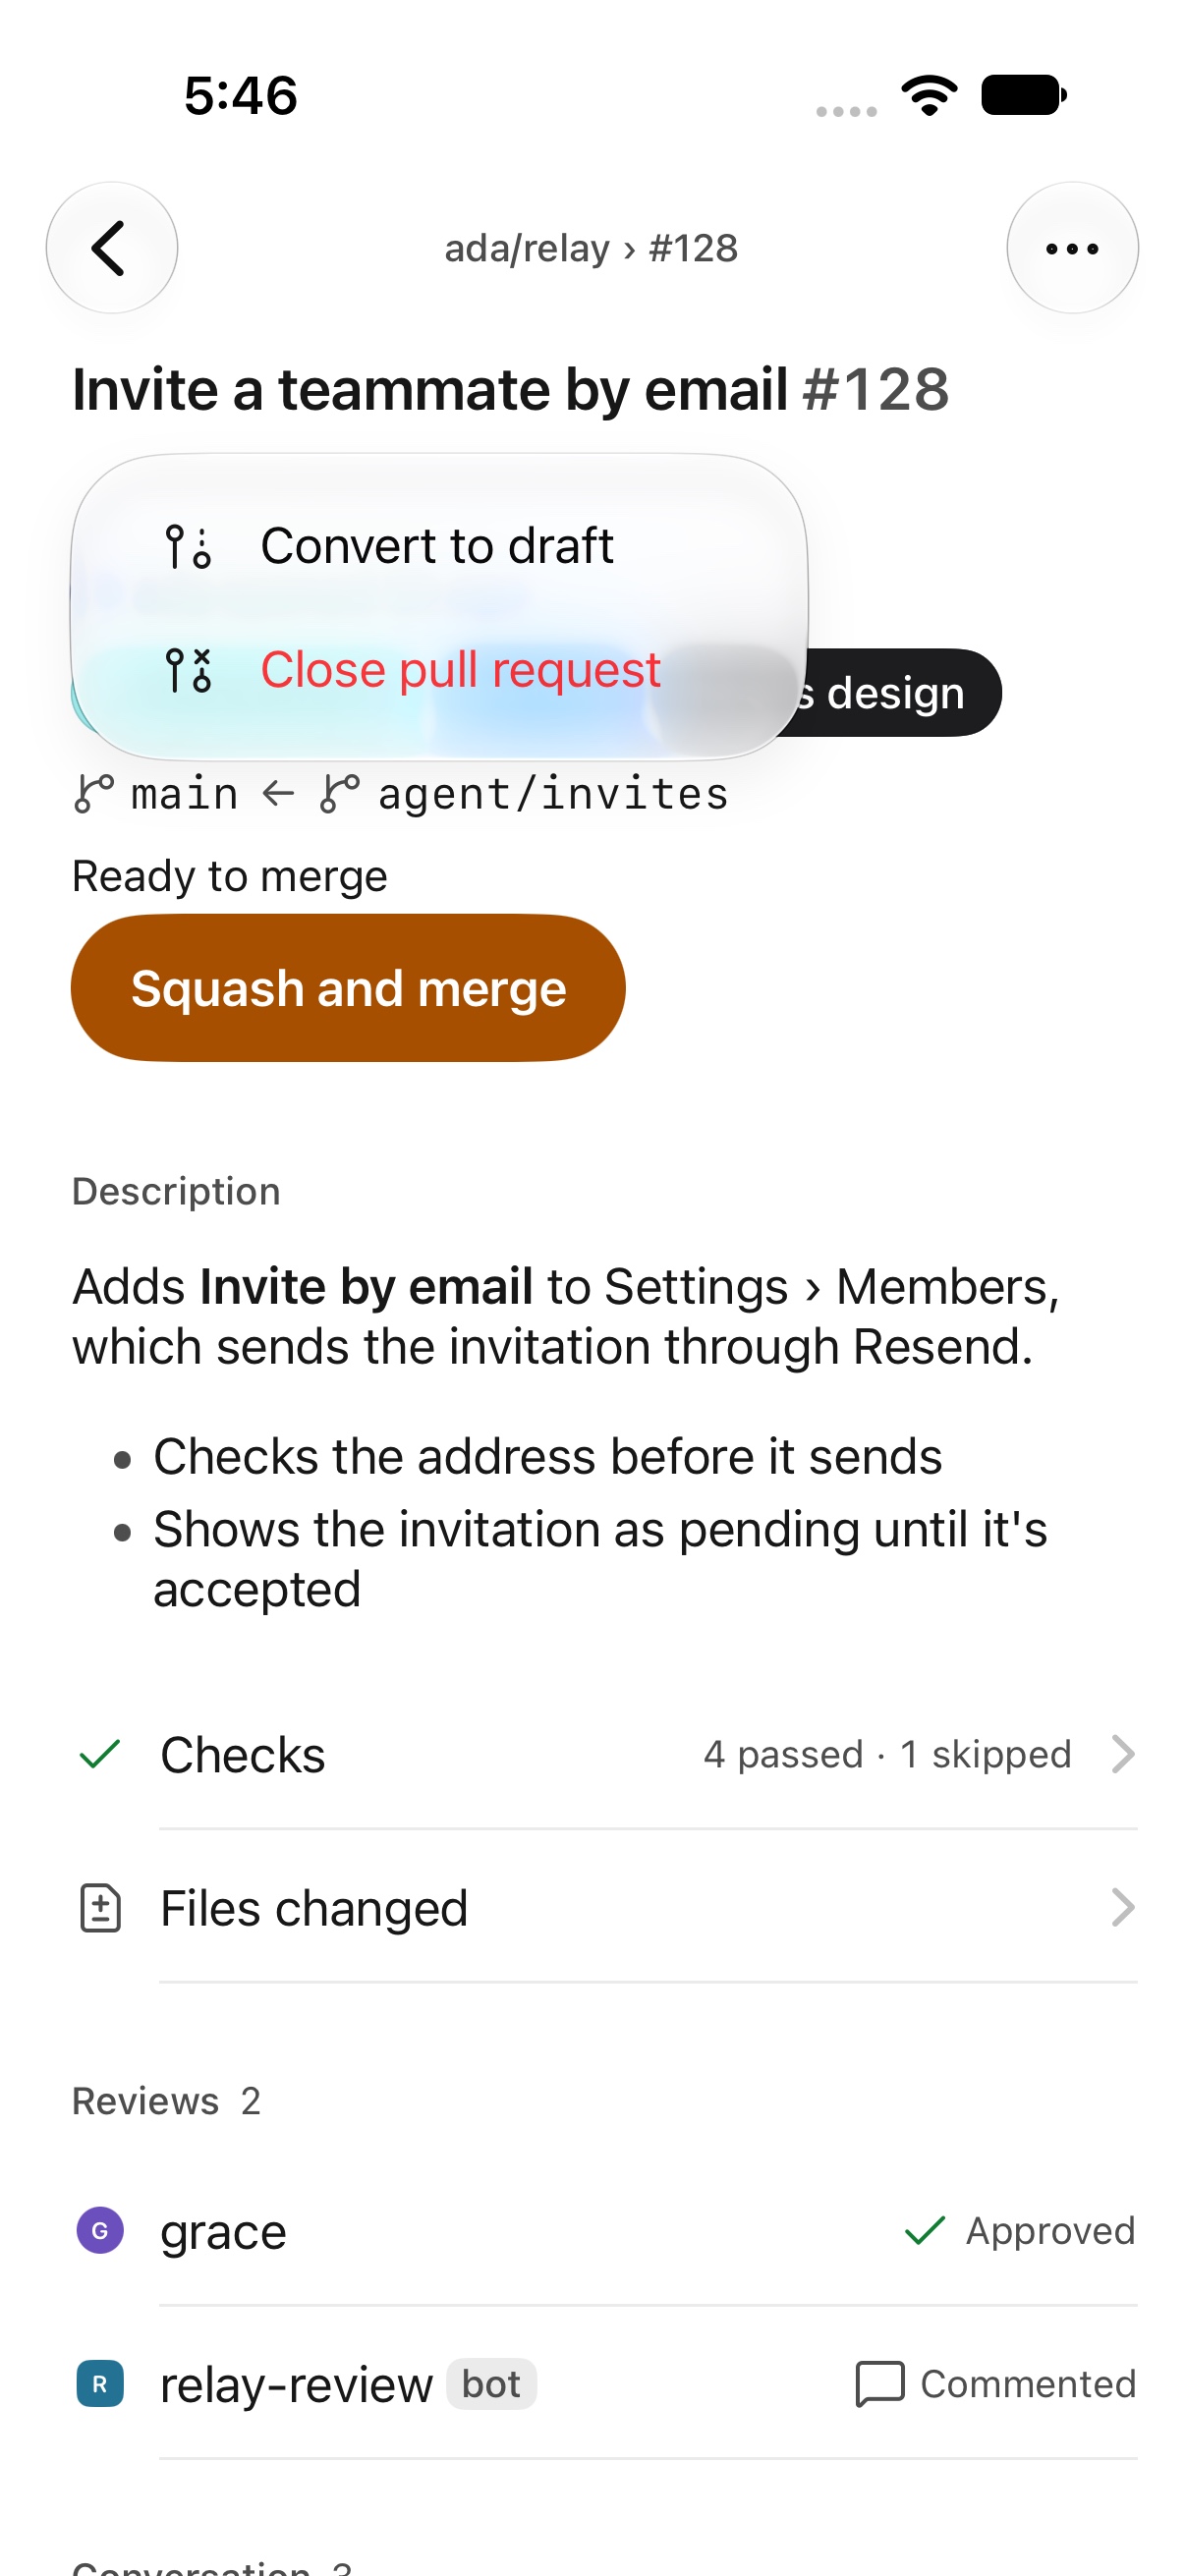 5:46
ada/relay › #128
Invite a teammate by email #128
Convert to draft
Close pull request
design
main ← agent/invites
Ready to merge
Squash and merge
Description
Adds Invite by email to Settings › Members,
which sends the invitation through Resend.
Checks the address before it sends
Shows the invitation as pending until it's
accepted
Checks 4 passed · 1 skipped
Files changed
Reviews 2
G grace Approved
R relay-review bot Commented